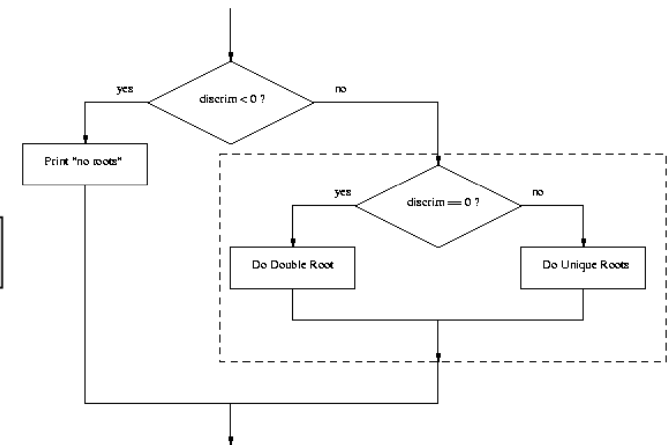 yes
discrim < 0 ?
no
Print "no roots"
yes
discrim == 0 ?
no
Do Double Root
Do Unique Roots